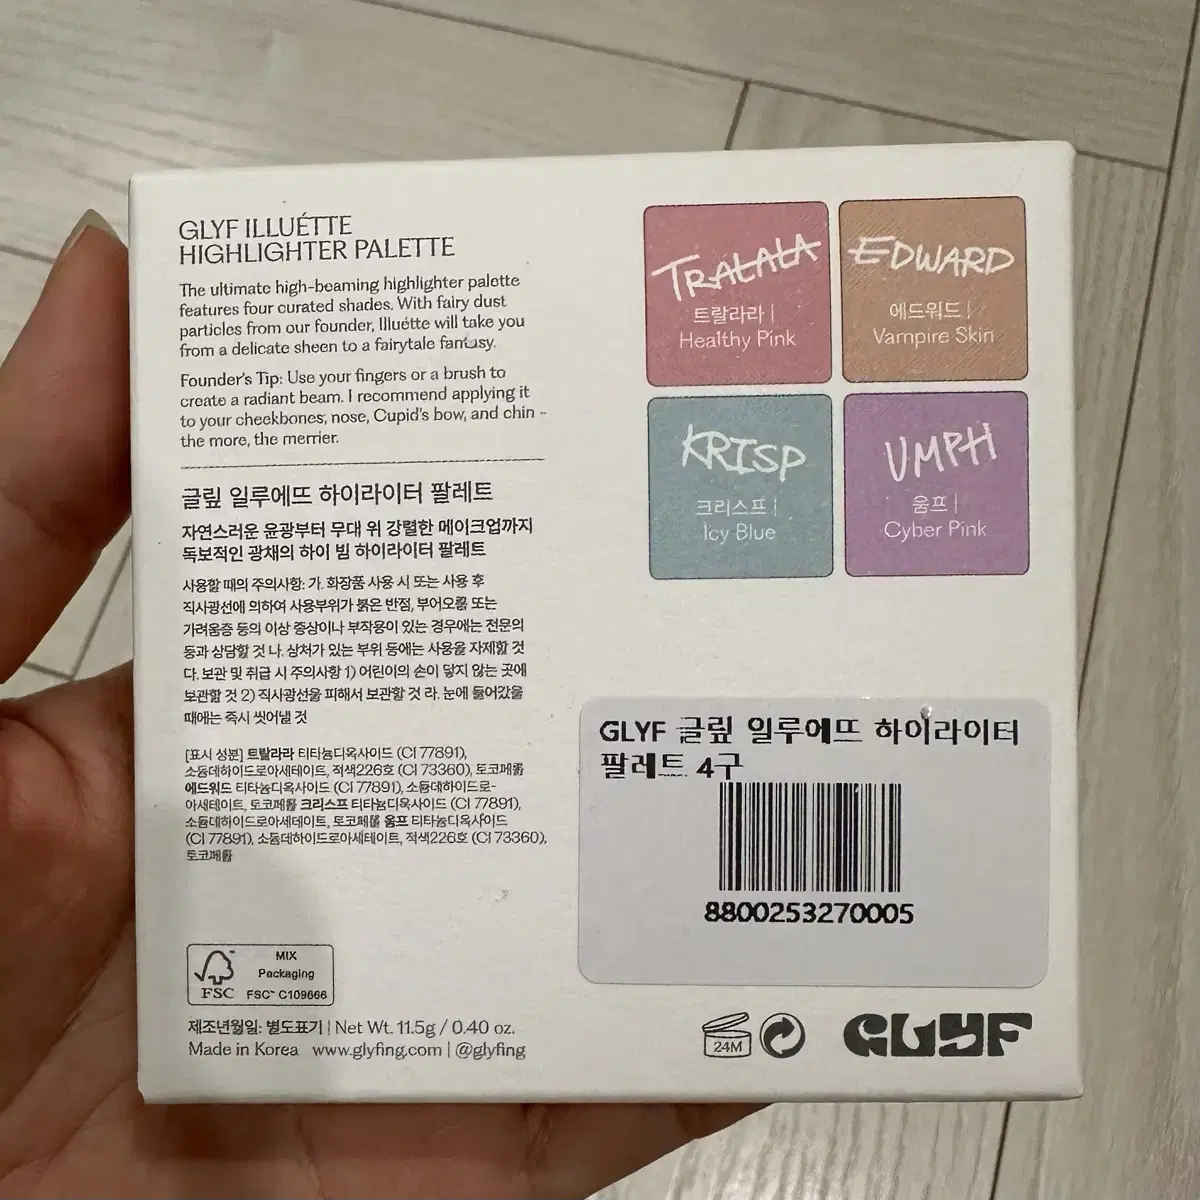 GLYF ILLUÉTTE
HIGHLIGHTER PALETTE
The ultimate high-beaming highlighter palette
features four curated shades. With fairy dust
particles from our founder, Illuétte will take you
from a delicate sheen to a fairytale fantasy.
Founder's Tip: Use your fingers or a brush to
create a radiant beam. I recommend applying it
to your cheekbones, nose, Cupid's bow, and chin -
the more, the merrier.
글맆 일루에뜨 하이라이터 팔레트
자연스러운 윤광부터 무대 위 강렬한 메이크업까지
독보적인 광채의 하이 빔 하이라이터 팔레트
사용할 때의 주의사항: 가. 화장품 사용 시 또는 사용 후
직사광선에 의하여 사용부위가 붉은 반점, 부어오름 또는
가려움증 등의 이상 증상이나 부작용이 있는 경우에는 전문의
등과 상담할 것 나. 상처가 있는 부위 등에는 사용을 자제할 것
다. 보관 및 취급 시 주의사항 1) 어린이의 손이 닿지 않는 곳에
보관할 것 2) 직사광선을 피해서 보관할 것 라. 눈에 들어갔을
때에는 즉시 씻어낼 것
[표시 성분] 트랄라라 티타늄디옥사이드 (CI 77891),
소듐데하이드로아세테이트, 적색226호 (CI 73360), 토코페롤
에드워드 티타늄디옥사이드 (CI 77891), 소듐데하이드로-
아세테이트, 토코페롤 크리스프 티타늄디옥사이드 (CI 77891),
소듐데하이드로아세테이트, 토코페롤 움프 티타늄디옥사이드
(CI 77891), 소듐데하이드로아세테이트, 적색226호 (CI 73360),
토코페롤
FSC
MIX
Packaging
FSC™ C109666
제조년월일: 별도표기 | Net Wt. 11.5g / 0.40 oz.
Made in Korea www.glyfing.com | @glyfing
TRALALA
트랄라라 |
Healthy Pink
EDWARD
에드워드 |
Vampire Skin
KRISP
크리스프 |
Icy Blue
UMPH
움프 |
Cyber Pink
GLYF 글맆 일루에뜨 하이라이터
팔레트 4구
8800253270005
24M
GLYF